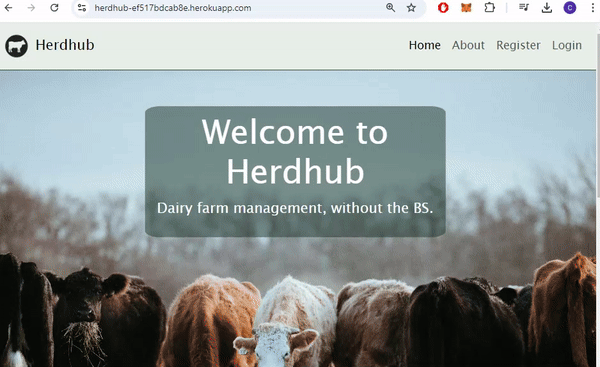 herdhub-ef517bdcab8e.herokuapp.com
C
Herdhub
Home About Register Login
Welcome to
Herdhub
Dairy farm management, without the BS.